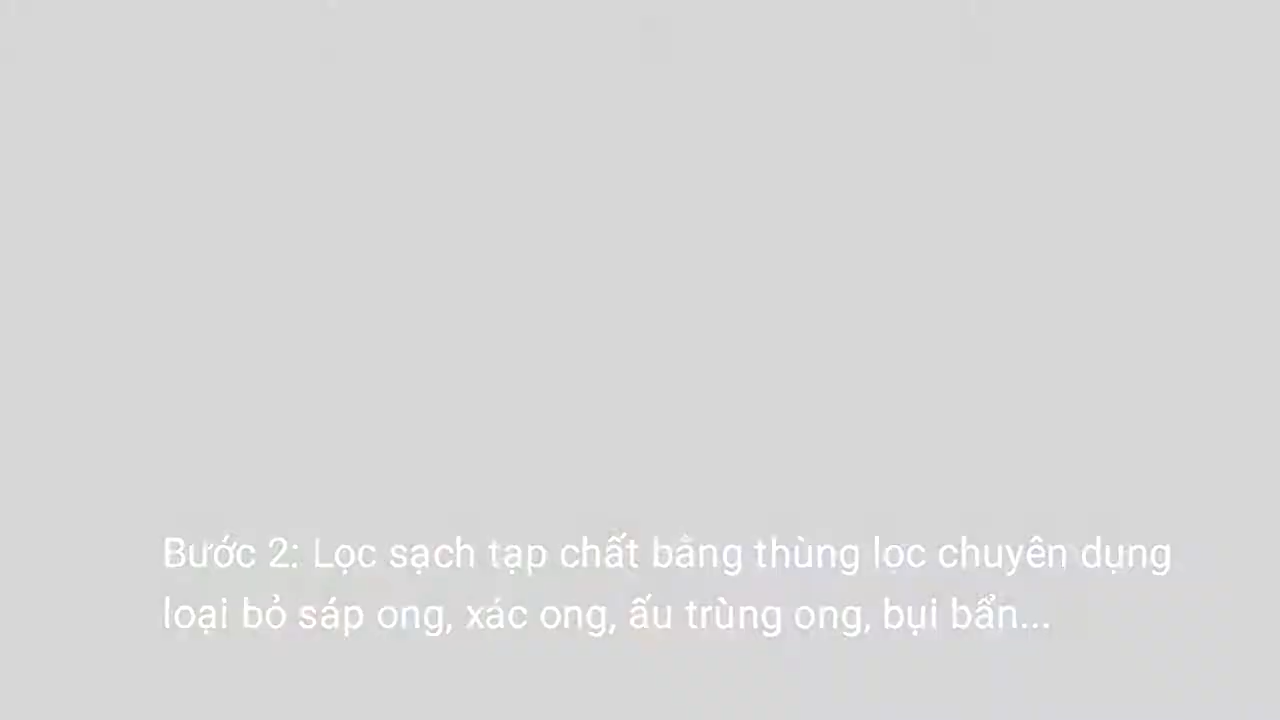 Bước 2: Lọc sạch tạp chất bằng thùng lọc chuyên dụng
loại bỏ sáp ong, xác ong, ấu trùng ong, bụi bẩn...